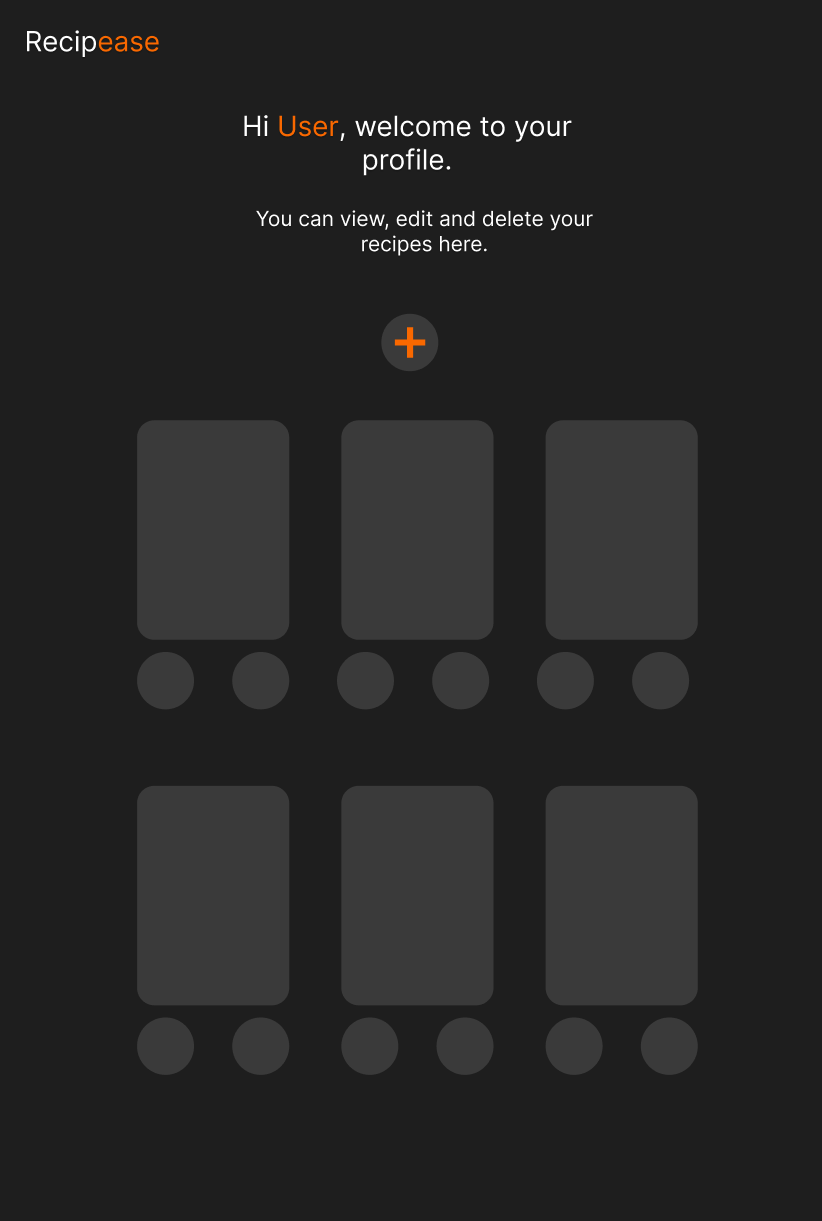 Recipease
Hi User, welcome to your
profile.
You can view, edit and delete your
recipes here.